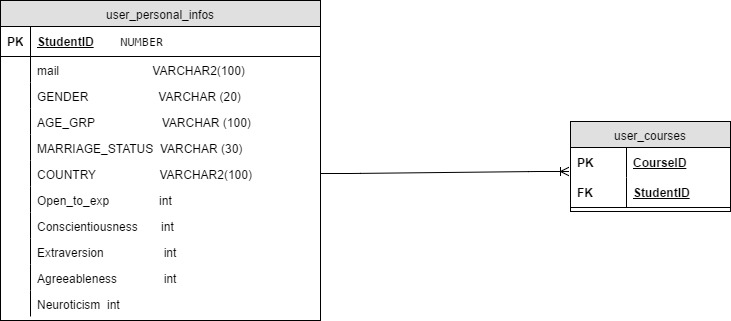 user_personal_infos
PK StudentID NUMBER
mail VARCHAR2(100)
GENDER VARCHAR (20)
AGE_GRP VARCHAR (100)
MARRIAGE_STATUS VARCHAR (30)
COUNTRY VARCHAR2(100)
Open_to_exp int
Conscientiousness int
Extraversion int
Agreeableness int
Neuroticism int
user_courses
PK CourseID
FK StudentID